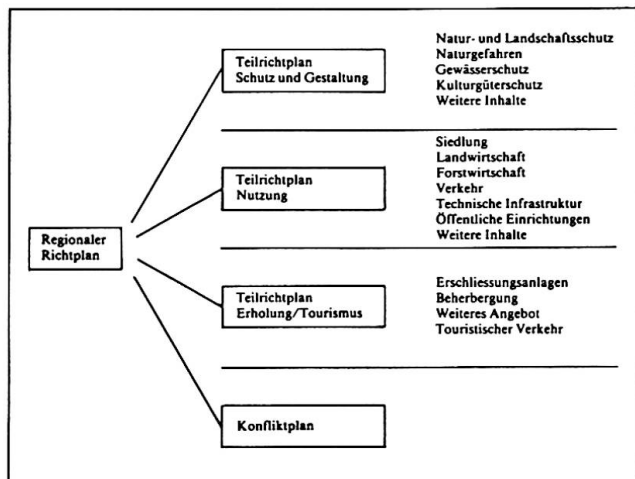 Regionaler
Richtplan
Teilrichtplan
Schutz und Gestaltung
Natur- und Landschaftsschutz
Naturgefahren
Gewässerschutz
Kulturgüterschutz
Weitere Inhalte
Teilrichtplan
Nutzung
Siedlung
Landwirtschaft
Forstwirtschaft
Verkehr
Technische Infrastruktur
Öffentliche Einrichtungen
Weitere Inhalte
Teilrichtplan
Erholung/Tourismus
Erschliessungsanlagen
Beherbergung
Weiteres Angebot
Touristischer Verkehr
Konfliktplan